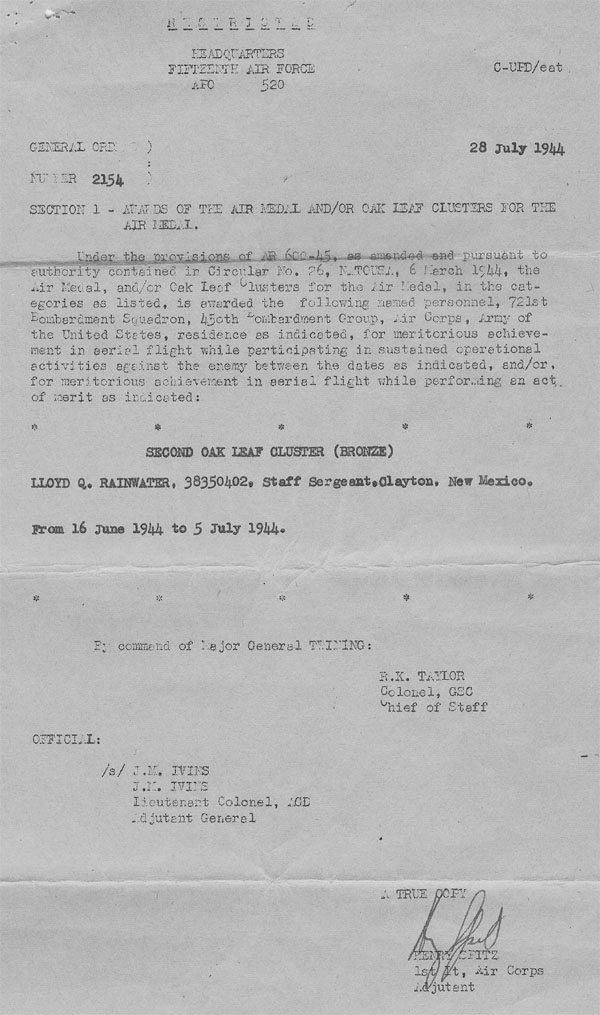 R E S T R I C T E D
HEADQUARTERS
FIFTEENTH AIR FORCE
APO 520
C-UPD/eat
GENERAL ORD )
:
NUMBER 2154 )
28 July 1944
SECTION 1 - AWARDS OF THE AIR MEDAL AND/OR OAK LEAF CLUSTERS FOR THE
AIR MEDAL.
Under the provisions of AR 600-45, as amended and pursuant to
authority contained in Circular No. 26, NATOUSA, 6 March 1944, the
Air Medal, and/or Oak Leaf Clusters for the Air Medal, in the cat-
egories as listed, is awarded the following named personnel, 721st
Bombardment Squadron, 450th Bombardment Group, Air Corps, Army of
the United States, residence as indicated, for meritorious achieve-
ment in aerial flight while participating in sustained operational
activities against the enemy between the dates as indicated, and/or,
for meritorious achievement in aerial flight while performing an act
of merit as indicated:
* * * * *
SECOND OAK LEAF CLUSTER (BRONZE)
LLOYD Q. RAINWATER, 38350402, Staff Sergeant,Clayton, New Mexico.
From 16 June 1944 to 5 July 1944.
* * * * *
By command of Major General TWINING:
R.K. TAYLOR
Colonel, GSC
Chief of Staff
OFFICIAL:
/s/ J.M. IVINS
J.M. IVINS
Lieutenant Colonel, AGD
Adjutant General
A TRUE COPY
HENRY SPITZ
1st Lt, Air Corps
Adjutant